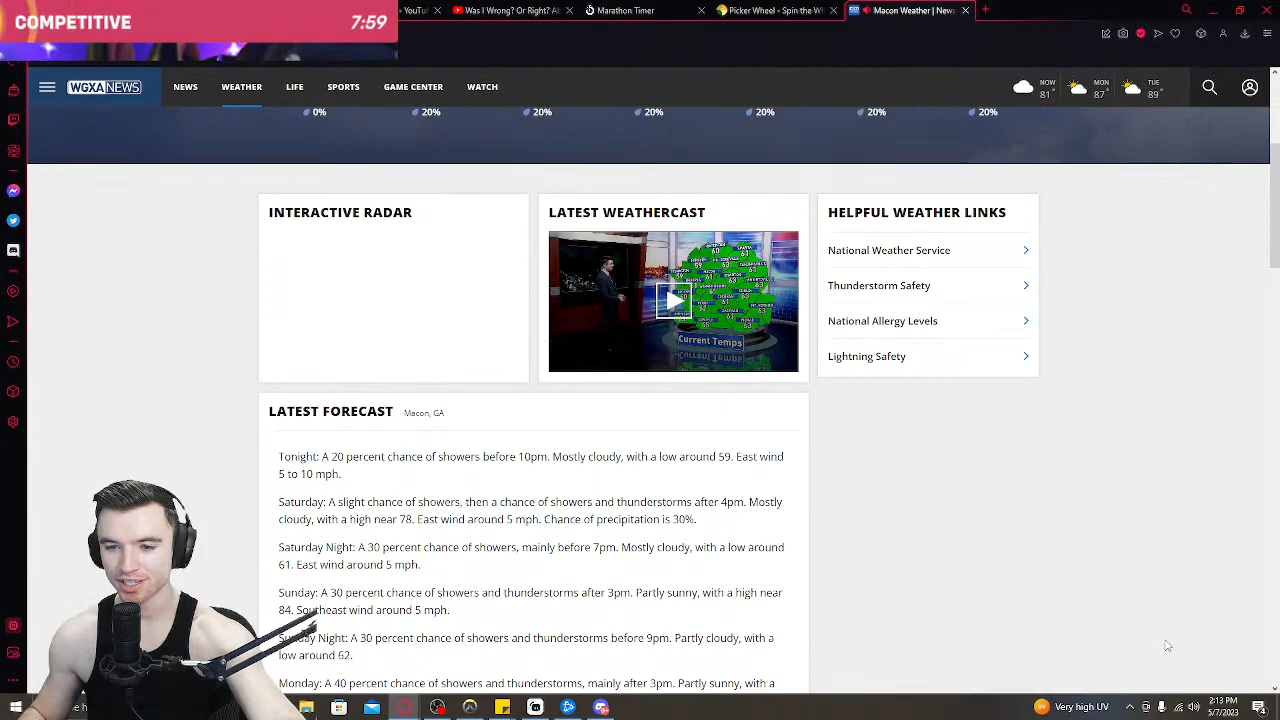 COMPETITIVE 7:59
YouTul
Was I Wong? Or Right At
Marathon Timer
Picker Wheel - Spin the Wh
Macon Weather | News
WGXA NEWS
NEWS WEATHER LIFE SPORTS GAME CENTER WATCH
NOW 81
MON 87
89
0% 20% 20% 20% 20% 20% 20%
INTERACTIVE RADAR
LATEST WEATHERCAST
Current Temps
HELPFUL WEATHER LINKS
National Weather Service
Thunderstorm Safety
National Allergy Levels
Lightning Safety
LATEST FORECAST Macon, GA
Tonight: A 20 percent chance of showers before 10pm. Mostly cloudy, with a low around 59. East wind
5 to 10 mph.
Saturday: A slight chance of showers, then a chance of showers and thunderstorms after 4pm. Mostly
cloudy, with a high near 78. East wind around 5 mph. Chance of precipitation is 30%.
Saturday Night: A 30 percent chance of showers, mainly before 7pm. Mostly cloudy, with a low around
61. East wind around 5 mph.
Sunday: A 30 percent chance of showers and thunderstorms after 3pm. Partly sunny, with a high near
84. Southeast wind around 5 mph.
Sunday Night: A 30 percent chance of showers and thunderstorms before 9pm. Partly cloudy, with a
low around 62.
Monday: A 40 percent chance of showers and thunderstorms, mainly after 3pm. Partly sunny, with a
UV Very high UV
5:13 PM
5/7/2023